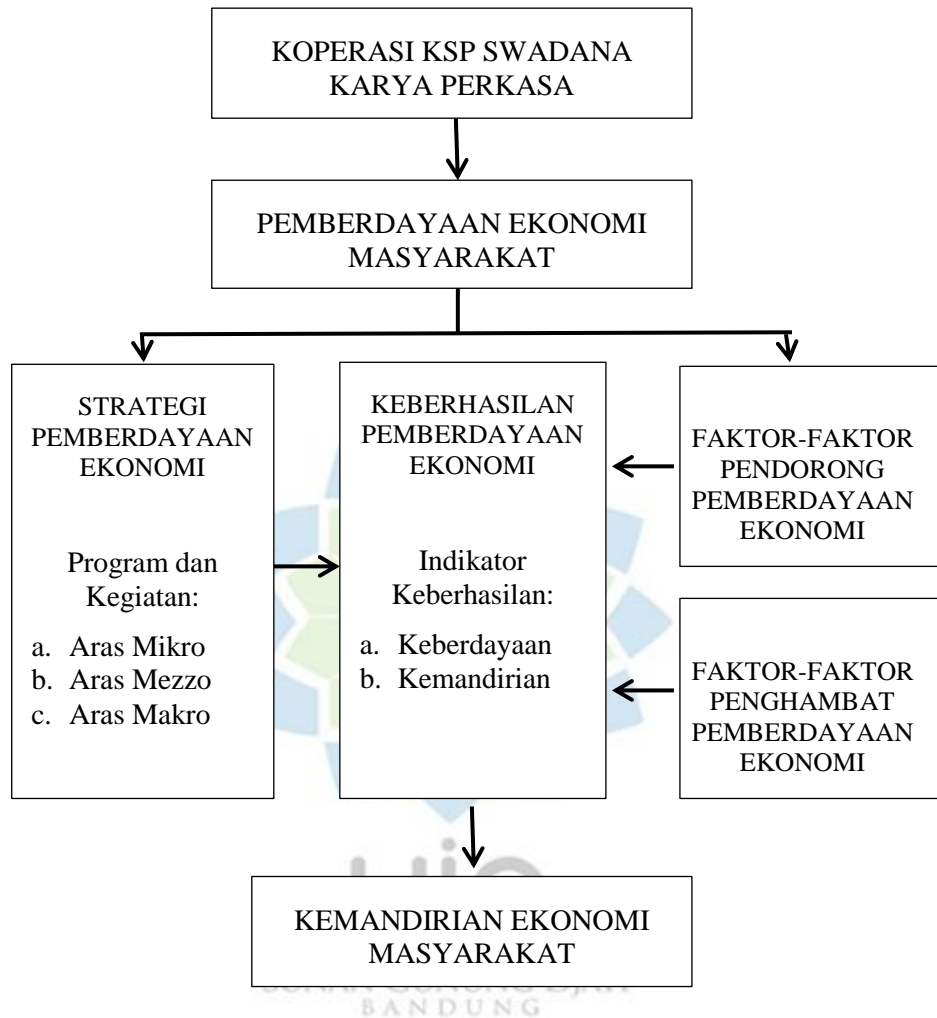 KOPERASI KSP SWADANA
KARYA PERKASA
PEMBERDAYAAN EKONOMI
MASYARAKAT
STRATEGI
PEMBERDAYAAN
EKONOMI
Program dan
Kegiatan:
a. Aras Mikro
b. Aras Mezzo
c. Aras Makro
KEBERHASILAN
PEMBERDAYAAN
EKONOMI
Indikator
Keberhasilan:
a. Keberdayaan
b. Kemandirian
FAKTOR-FAKTOR
PENDORONG
PEMBERDAYAAN
EKONOMI
FAKTOR-FAKTOR
PENGHAMBAT
PEMBERDAYAAN
EKONOMI
KEMANDIRIAN EKONOMI
MASYARAKAT
BANDUNG